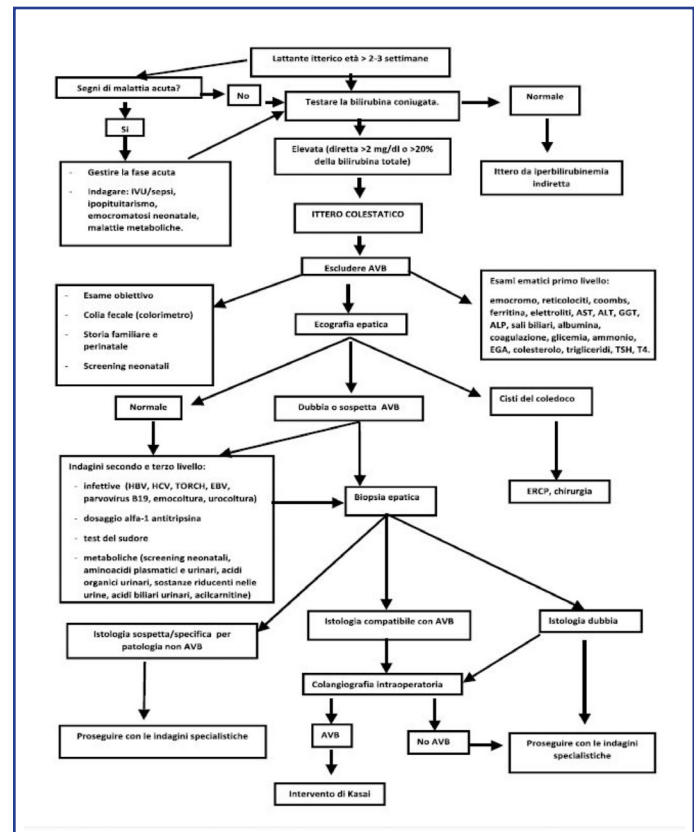 Lattante itterico età > 2-3 settimane
Segni di malattia acuta?
No
Testare la bilirubina coniugata.
Normale
Si
Elevata (diretta >2 mg/dl o >20%
della bilirubina totale)
Ittero da iperbilirubinemia
indiretta
- Gestire la fase acuta
- Indagare: IVU/sepsi,
ipopituitarismo,
emocromatosi neonatale,
malattie metaboliche.
ITTERO COLESTATICO
Escludere AVB
- Esame obiettivo
- Colia fecale (colorimetro)
- Storia familiare e
perinatale
- Screening neonatali
Ecografia epatica
Esami ematici primo livello:
emocromo, reticolociti, coombs,
ferritina, elettroliti, AST, ALT, GGT,
ALP, sali biliari, albumina,
coagulazione, glicemia, ammonio,
EGA, colesterolo, trigliceridi, TSH, T4.
Normale
Dubbia o sospetta AVB
Cisti del coledoco
Indagini secondo e terzo livello:
- infettive (HBV, HCV, TORCH, EBV,
parvovirus B19, emocoltura, urocoltura)
- dosaggio alfa-1 antitripsina
- test del sudore
- metaboliche (screening neonatali,
aminoacidi plasmatici e urinari, acidi
organici urinari, sostanze riducenti nelle
urine, acidi biliari urinari, acilcarnitine)
Biopsia epatica
ERCP, chirurgia
Istologia sospetta/specifica per
patologia non AVB
Istologia compatibile con AVB
Istologia dubbia
Colangiografia intraoperatoria
Proseguire con le indagini specialistiche
AVB
No AVB
Proseguire con le indagini
specialistiche
Intervento di Kasai